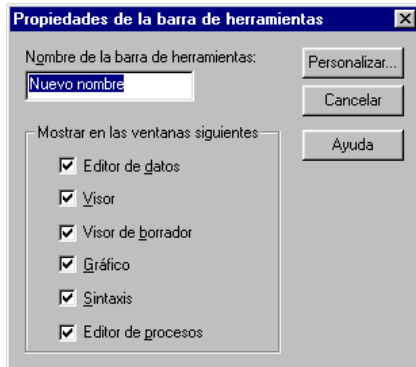 Propiedades de la barra de herramientas
Nombre de la barra de herramientas:
Nuevo nombre
Personalizar...
Cancelar
Ayuda
Mostrar en las ventanas siguientes
Editor de datos
Visor
Visor de borrador
Gráfico
Sintaxis
Editor de procesos